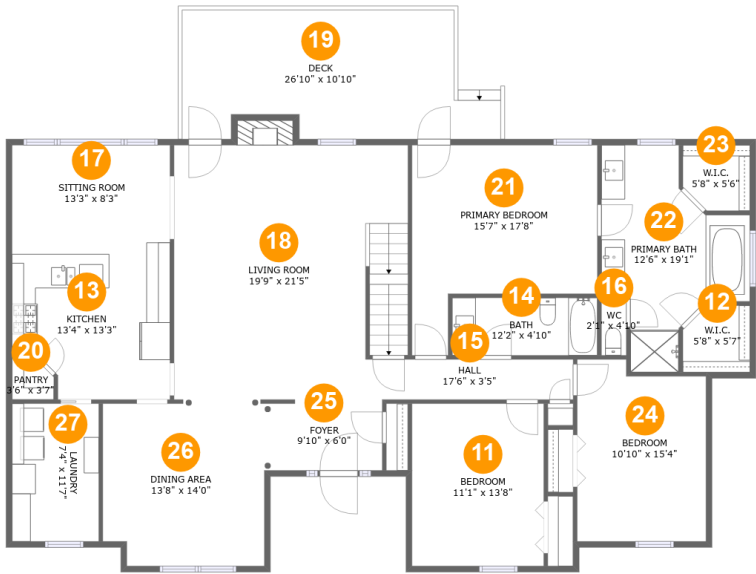 19
DECK
26'10" x 10'10"
17
SITTING ROOM
13'3" x 8'3"
23
W.I.C.
5'8" x 5'6"
21
PRIMARY BEDROOM
15'7" x 17'8"
22
PRIMARY BATH
12'6" x 19'1"
18
LIVING ROOM
19'9" x 21'5"
13
KITCHEN
13'4" x 13'3"
14
BATH
12'2" x 4'10"
16
WC
2'1" x 4'10"
12
W.I.C.
5'8" x 5'7"
20
PANTRY
3'6" x 3'7"
15
HALL
17'6" x 3'5"
25
FOYER
9'10" x 6'0"
24
BEDROOM
10'10" x 15'4"
27
LAUNDRY
7'4" x 11'7"
26
DINING AREA
13'8" x 14'0"
11
BEDROOM
11'1" x 13'8"